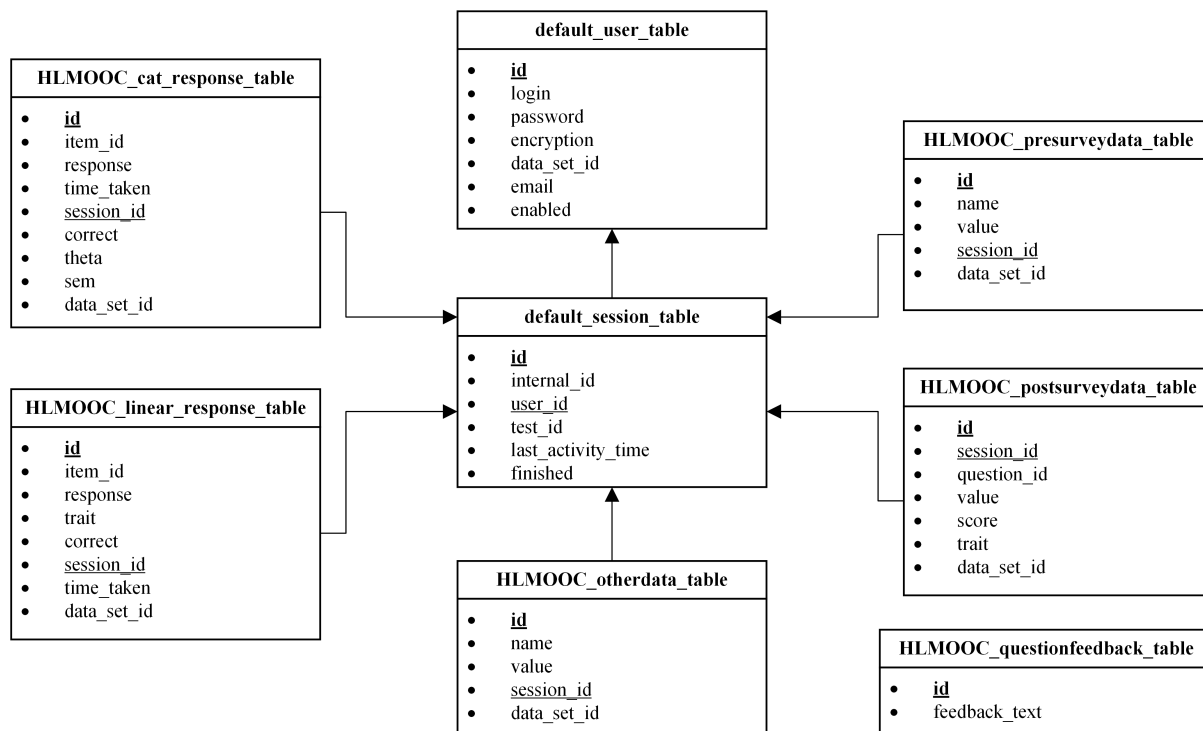 default_user_table
id
login
password
encryption
data_set_id
email
enabled
HLMOOC_cat_response_table
id
item_id
response
time_taken
session_id
correct
theta
sem
data_set_id
HLMOOC_presurveydata_table
id
name
value
session_id
data_set_id
default_session_table
id
internal_id
user_id
test_id
last_activity_time
finished
HLMOOC_linear_response_table
id
item_id
response
trait
correct
session_id
time_taken
data_set_id
HLMOOC_postsurveydata_table
id
session_id
question_id
value
score
trait
data_set_id
HLMOOC_otherdata_table
id
name
value
session_id
data_set_id
HLMOOC_questionfeedback_table
id
feedback_text